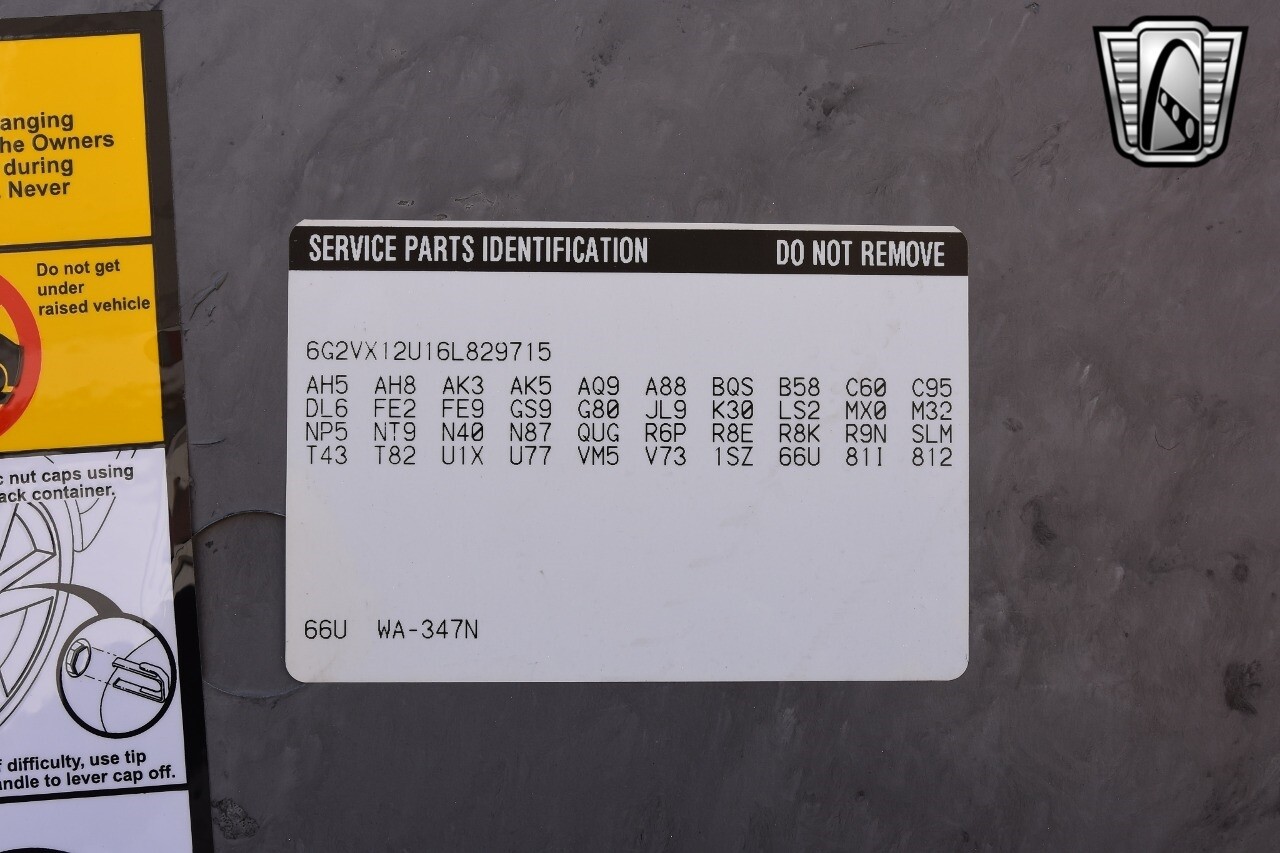 anging
he Owners
during
. Never
Do not get
under
raised vehicle
c nut caps using
ack container.
f difficulty, use tip
andle to lever cap off.
SERVICE PARTS IDENTIFICATION DO NOT REMOVE
6G2VX12U16L829715
AH5 AH8 AK3 AK5 AQ9 A88 BQS B58 C60 C95
DL6 FE2 FE9 GS9 G80 JL9 K30 LS2 MX0 M32
NP5 NT9 N40 N87 QUG R6P R8E R8K R9N SLM
T43 T82 U1X U77 VM5 V73 1SZ 66U 81I 812
66U WA-347N